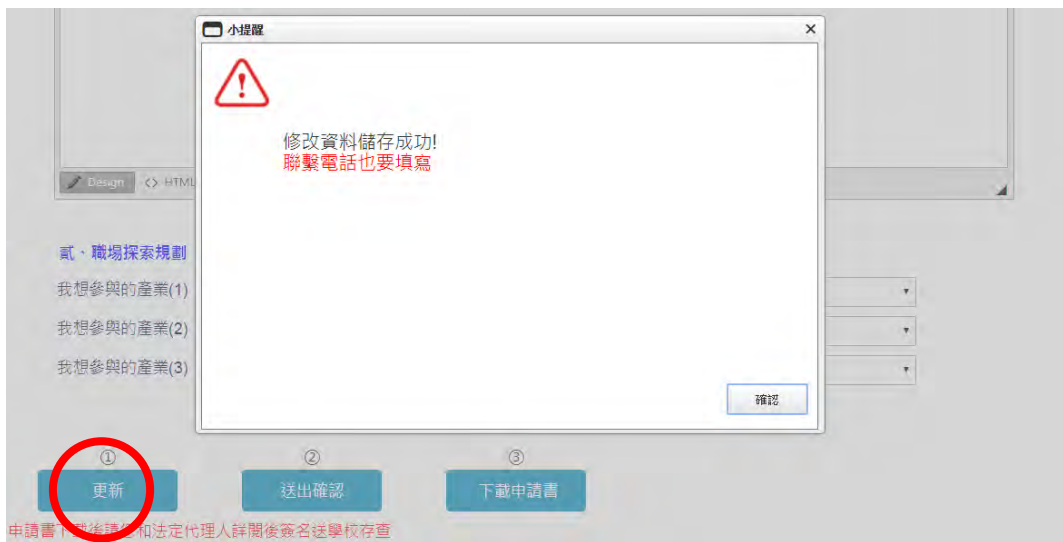 小提醒
修改資料儲存成功!
聯繫電話也要填寫
Design <> HTML
貳、職場探索規劃
我想參與的產業(1)
我想參與的產業(2)
我想參與的產業(3)
確認
① ② ③
更新 送出確認 下載申請書
申請書下載後請您和法定代理人詳閱後簽名送學校存查